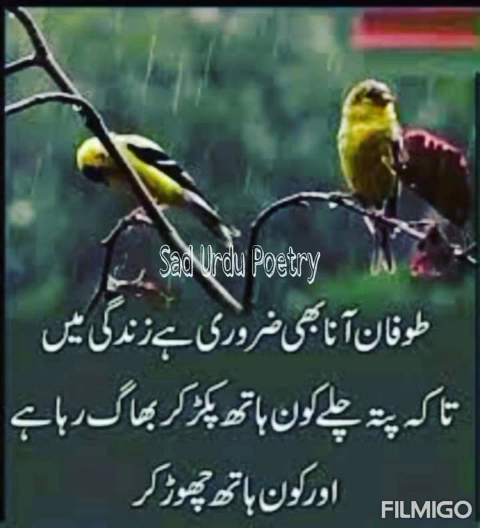 Sad Urdu Poetry
طوفان آنا بھی ضروری ہے زندگی میں
تا کہ پتہ چلے کون ہاتھ پکڑ کر بھاگ رہا ہے
اور کون ہاتھ چھوڑ کر
FILMIGO